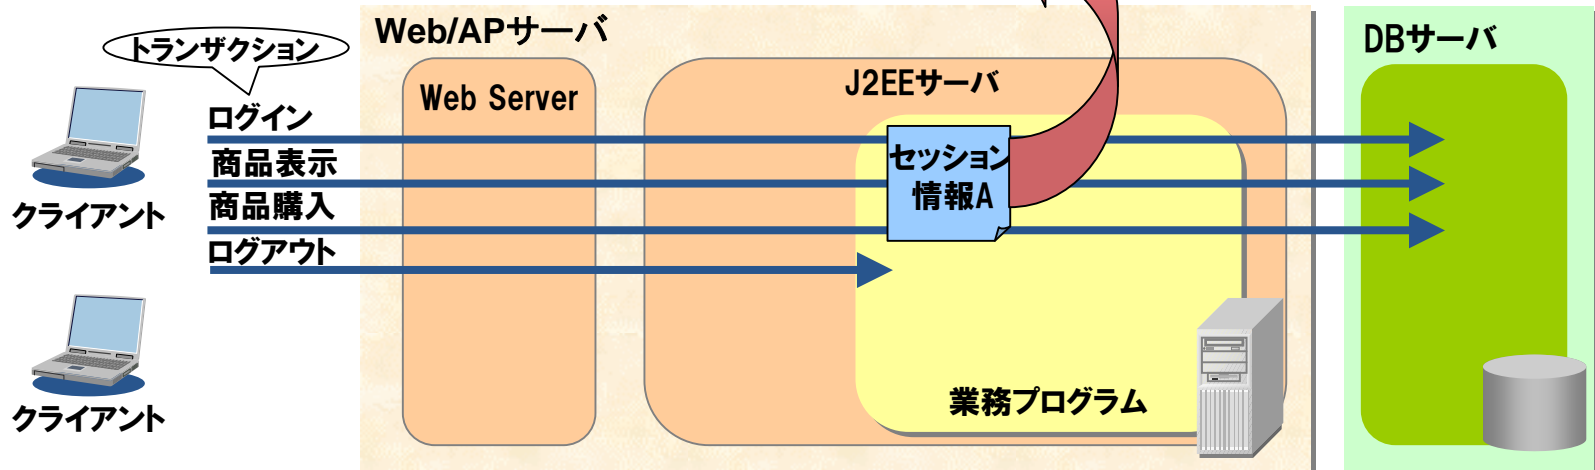 Web/APサーバ
DBサーバ
トランザクション
Web Server
J2EEサーバ
ログイン
商品表示
セッション
情報A
商品購入
クライアント
ログアウト
業務プログラム
クライアント